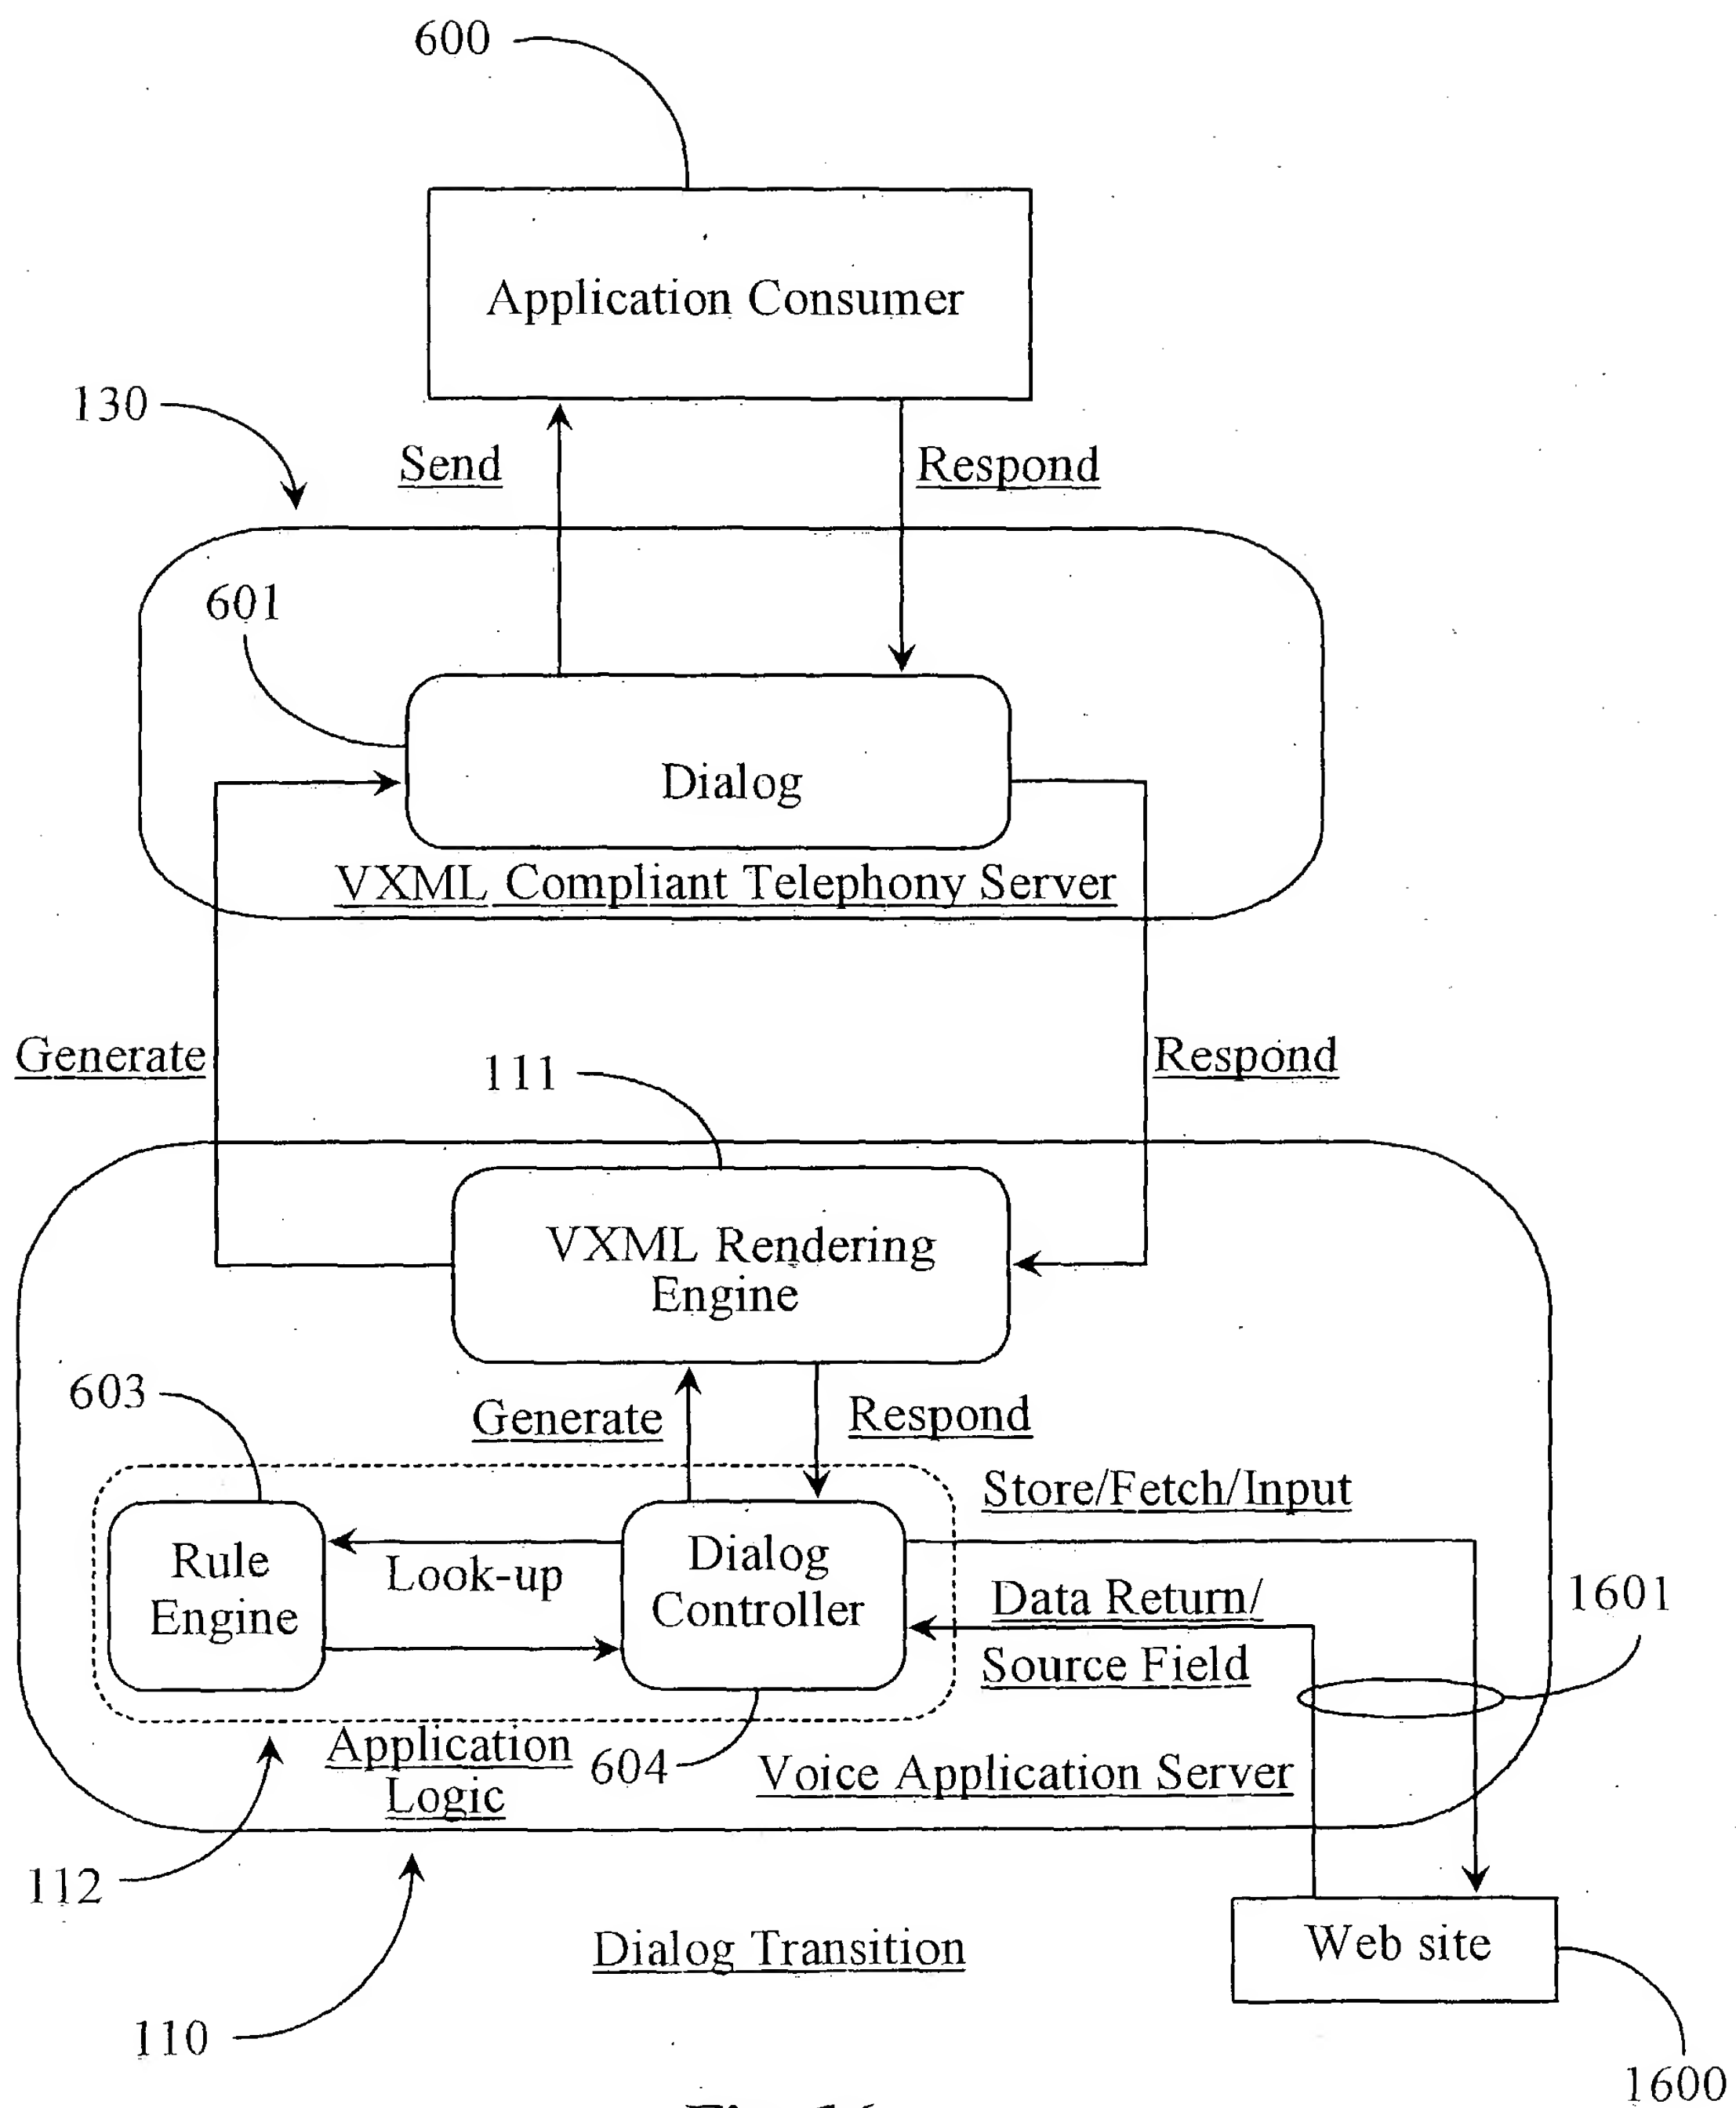 600
Application Consumer
130
Send
Respond
601
Dialog
VXML Compliant Telephony Server
Generate
Respond
111
VXML Rendering
Engine
603
Generate
Respond
Store/Fetch/Input
Rule
Engine
Look-up
Dialog
Controller
Data Return/
Source Field
1601
Application
Logic
604
Voice Application Server
112
Web site
Dialog Transition
110
1600